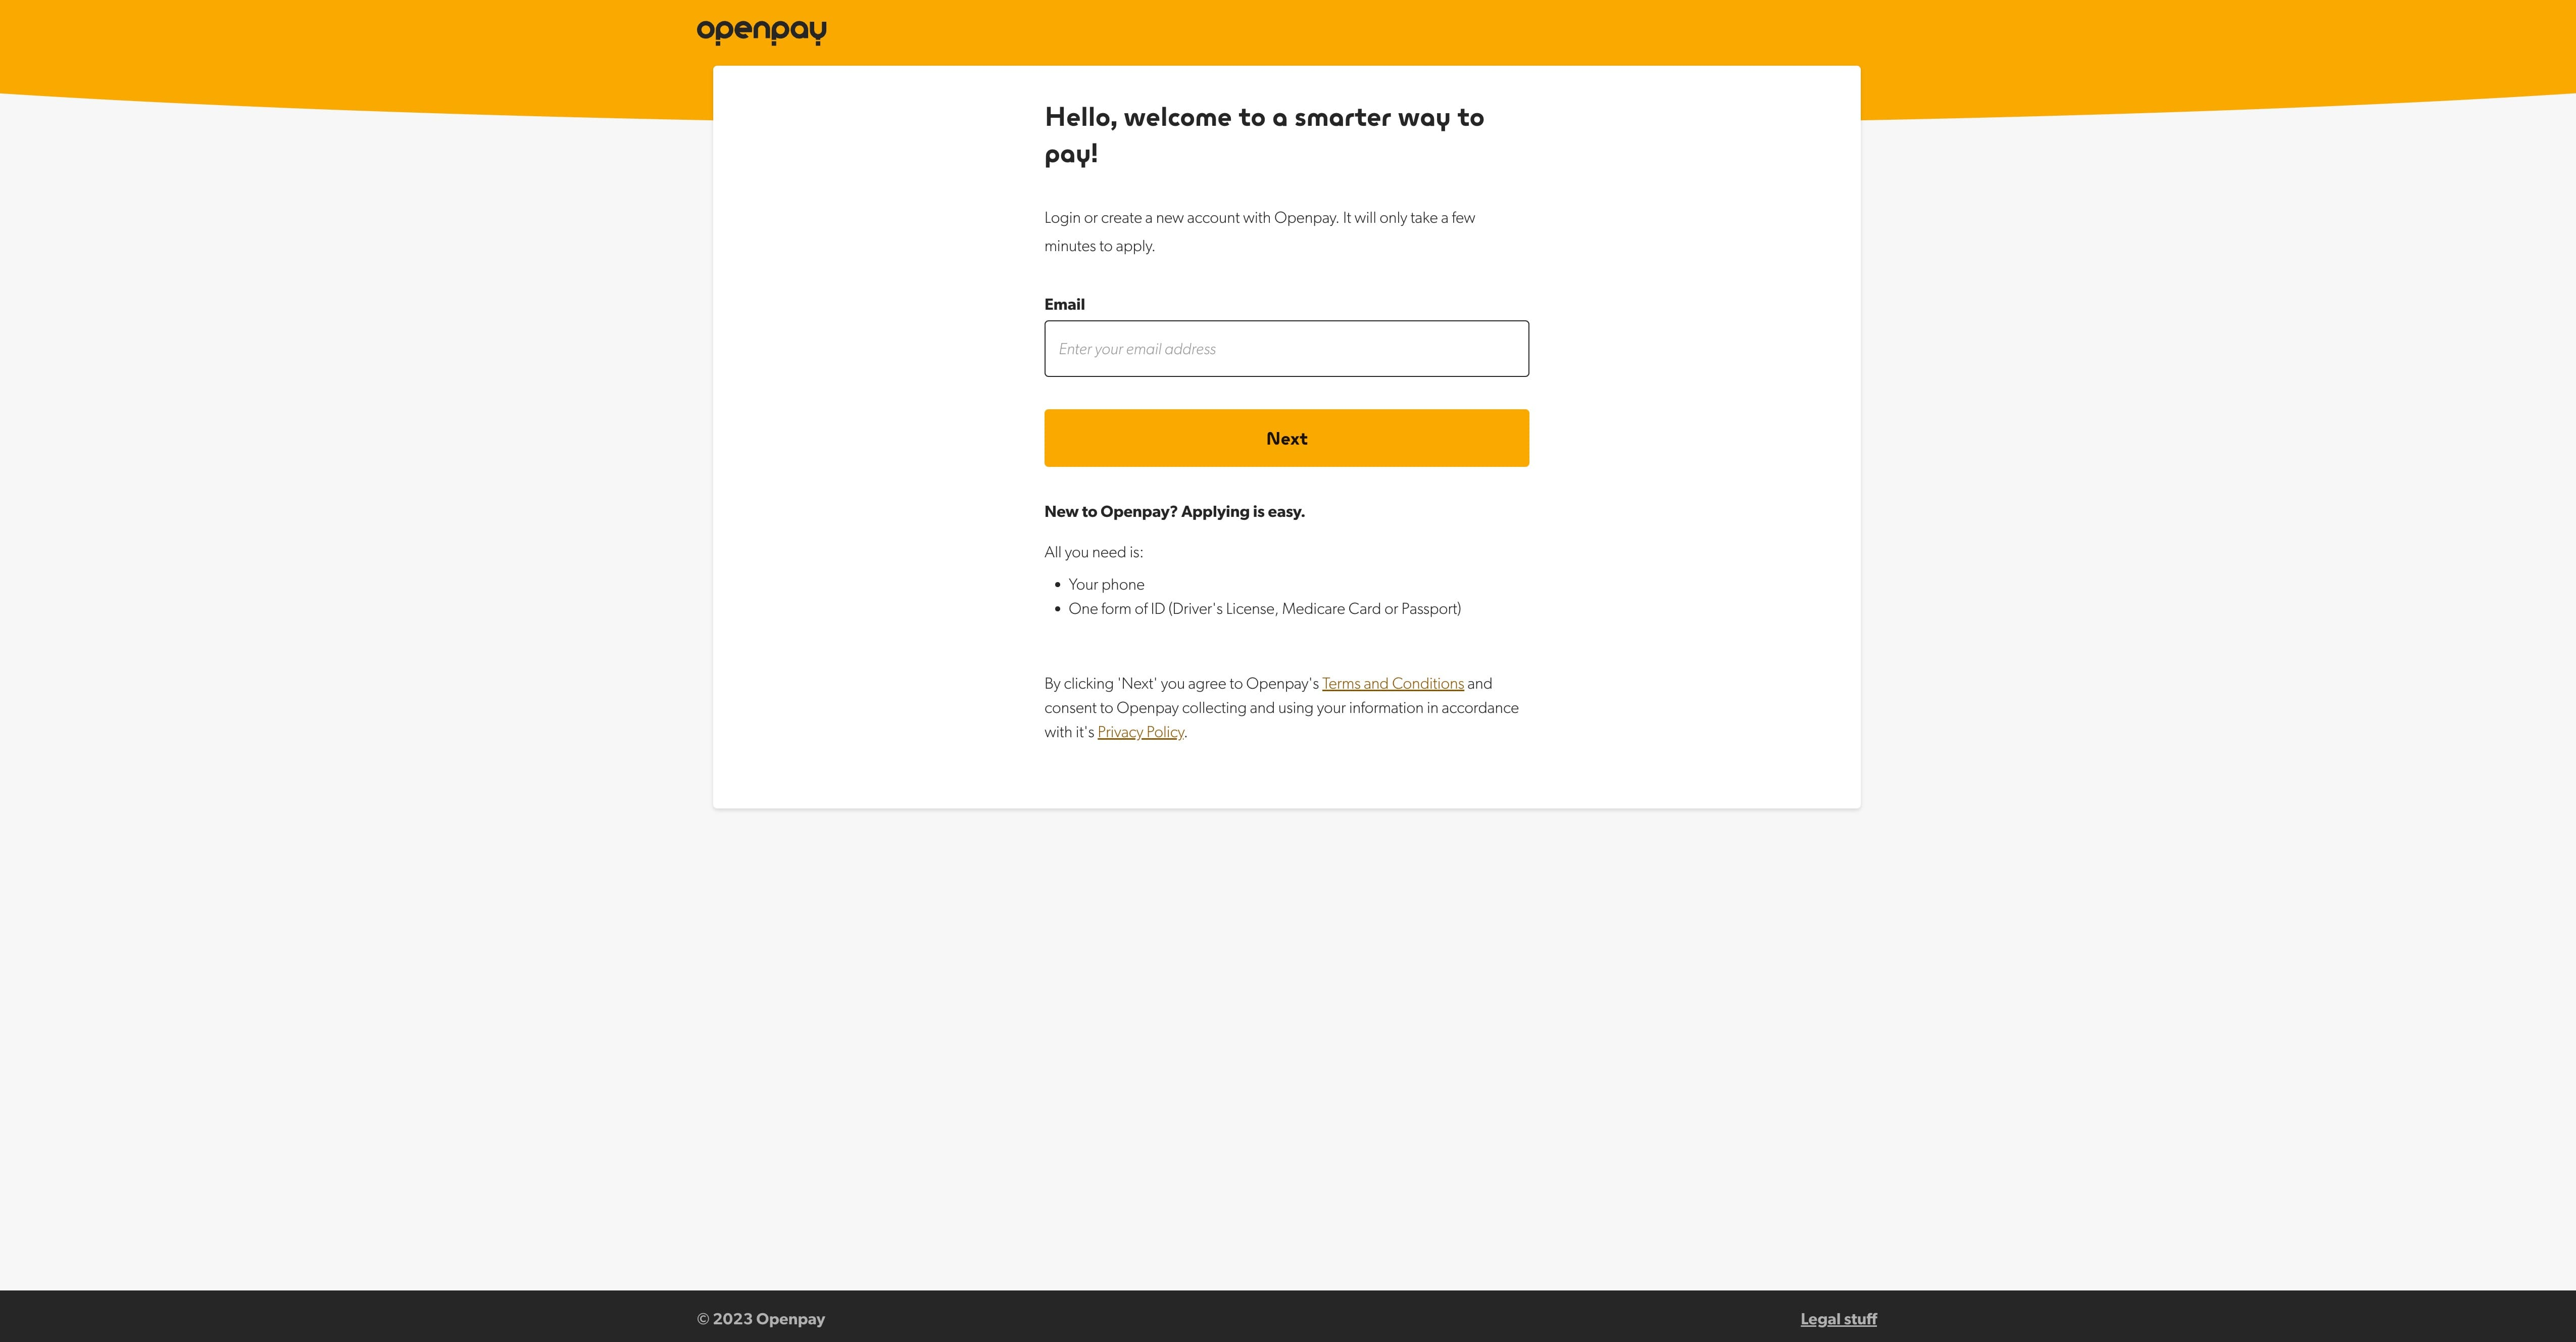 openpay
Hello, welcome to a smarter way to
pay!
Login or create a new account with Openpay. It will only take a few
minutes to apply.
Email
Enter your email address
Next
New to Openpay? Applying is easy.
All you need is:
• Your phone
• One form of ID (Driver's License, Medicare Card or Passport)
By clicking 'Next' you agree to Openpay's Terms and Conditions and
consent to Openpay collecting and using your information in accordance
with it's Privacy Policy.
© 2023 Openpay
Legal stuff